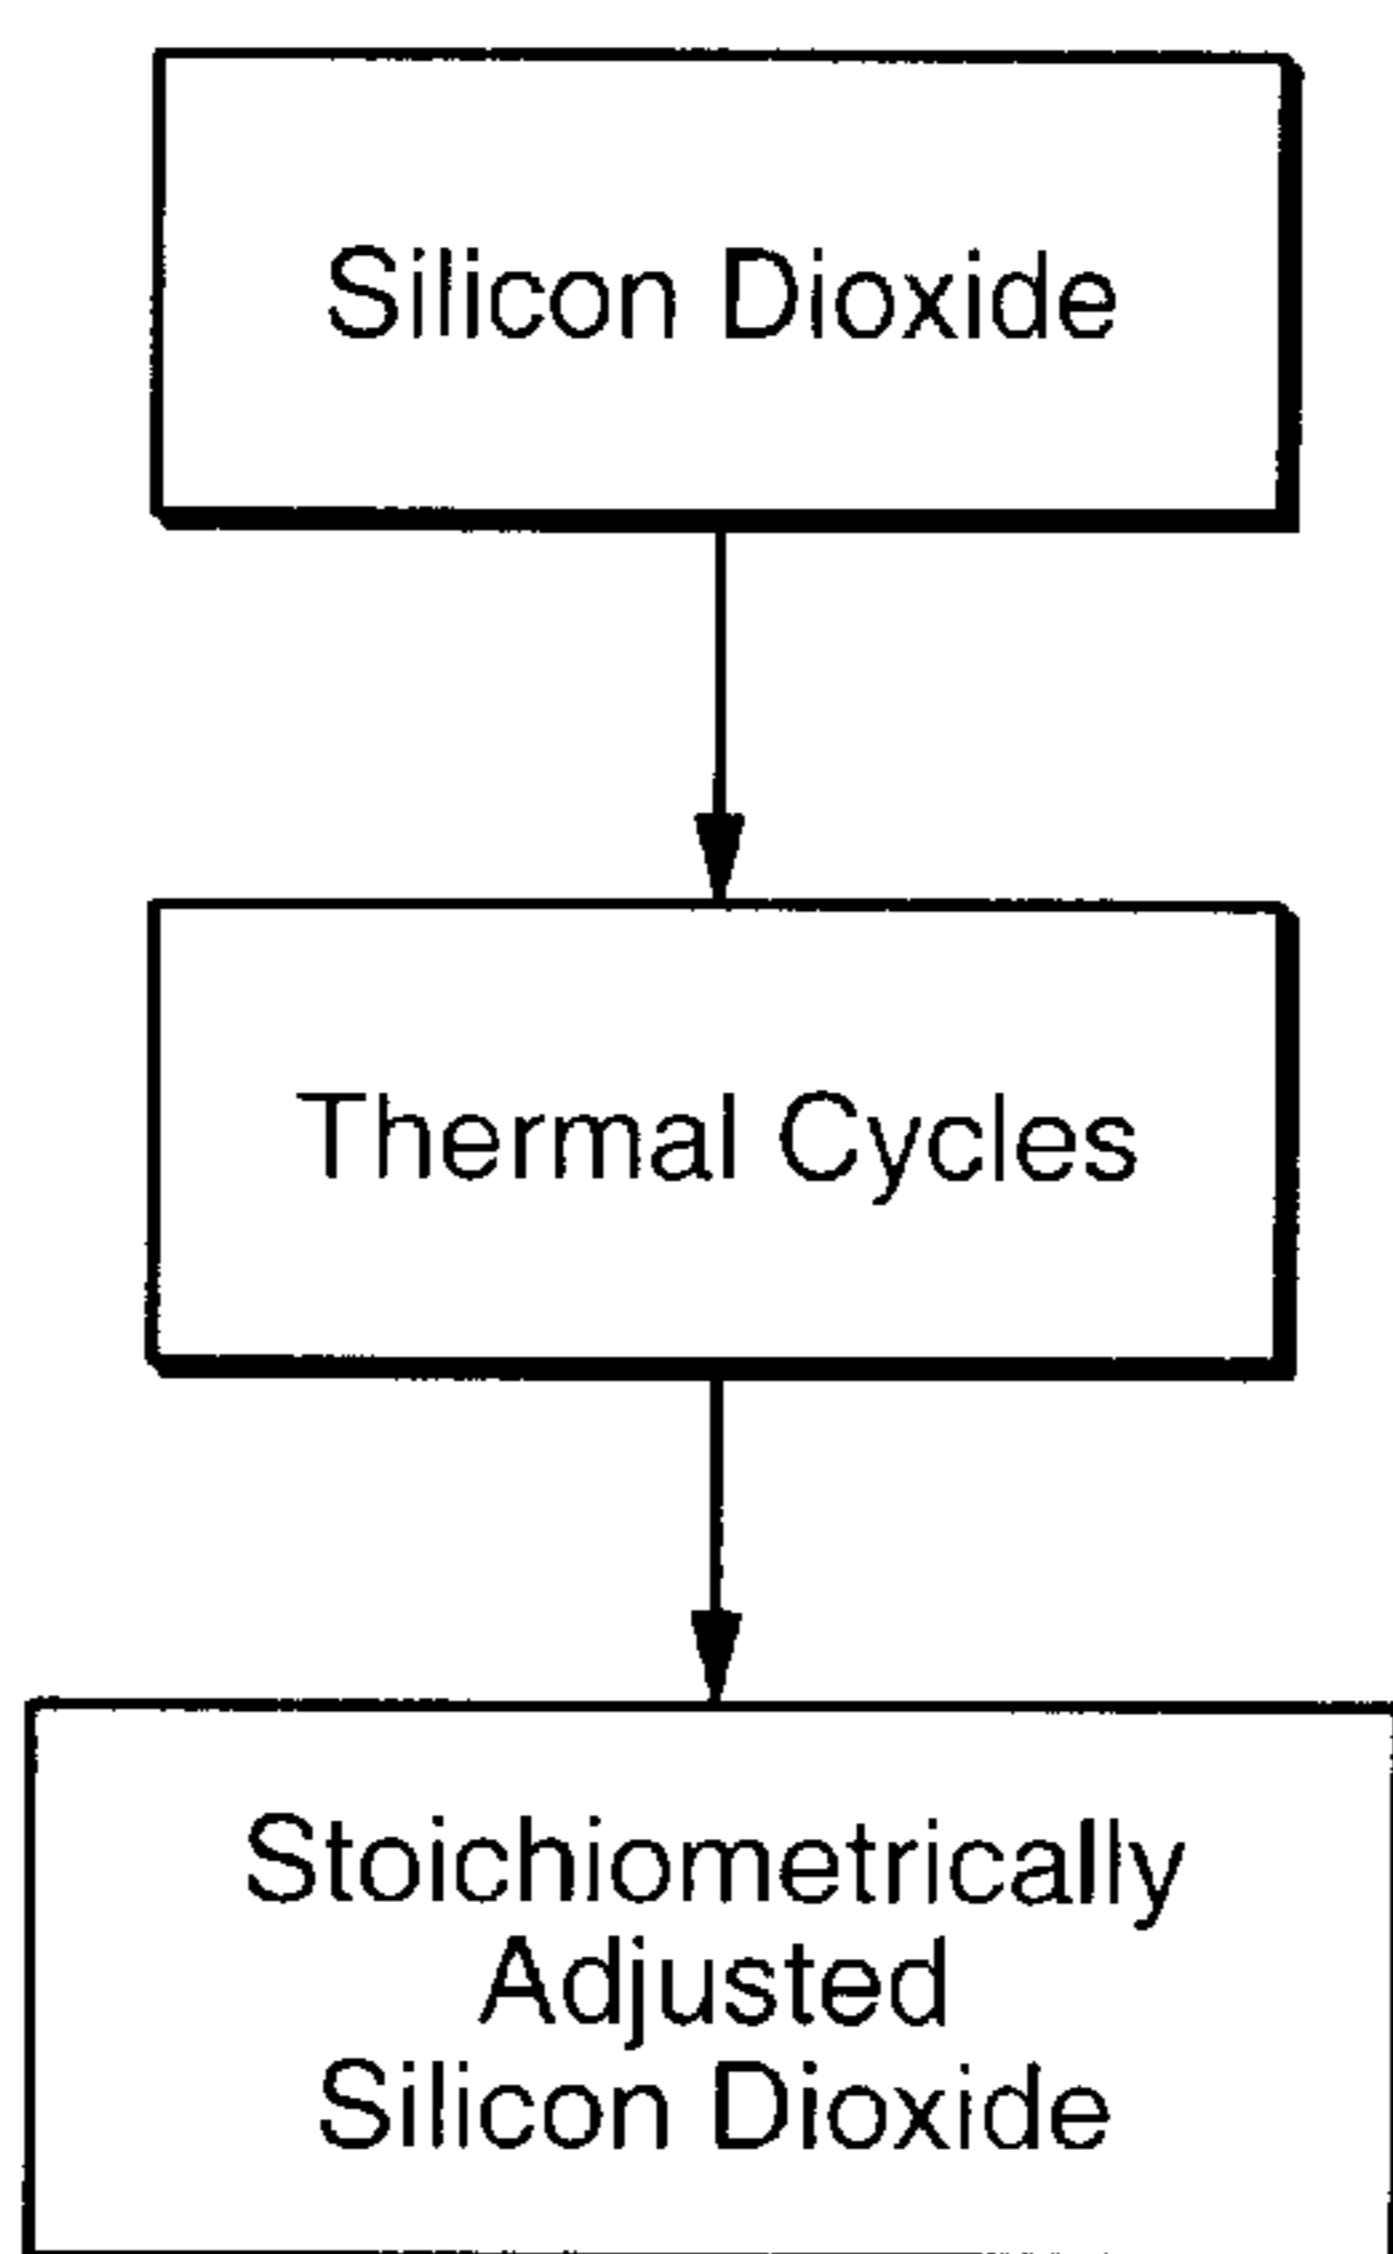 Silicon Dioxide
Thermal Cycles
Stoichiometrically
Adjusted
Silicon Dioxide